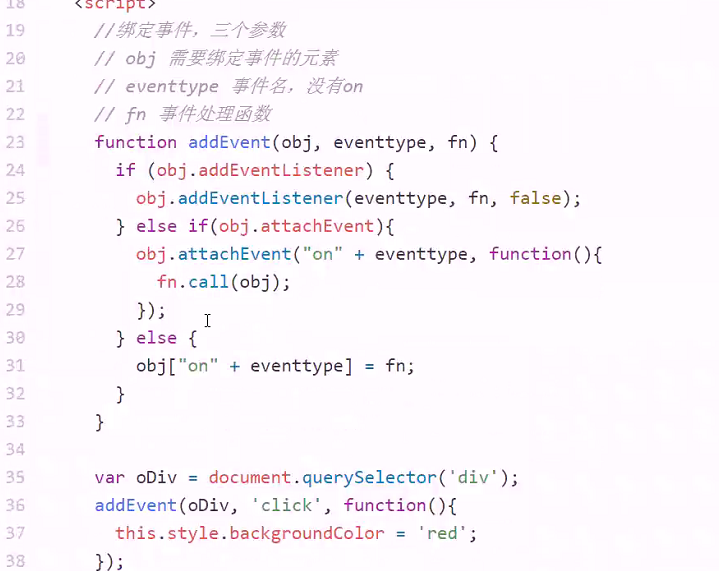 18 <script>
19 //绑定事件，三个参数
20 // obj 需要绑定事件的元素
21 // eventtype 事件名，没有on
22 // fn 事件处理函数
23 function addEvent(obj, eventtype, fn) {
24 if (obj.addEventListener) {
25 obj.addEventListener(eventtype, fn, false);
26 } else if(obj.attachEvent){
27 obj.attachEvent("on" + eventtype, function(){
28 fn.call(obj);
29 });
30 } else {
31 obj["on" + eventtype] = fn;
32 }
33 }
34
35 var oDiv = document.querySelector('div');
36 addEvent(oDiv, 'click', function(){
37 this.style.backgroundColor = 'red';
38 });